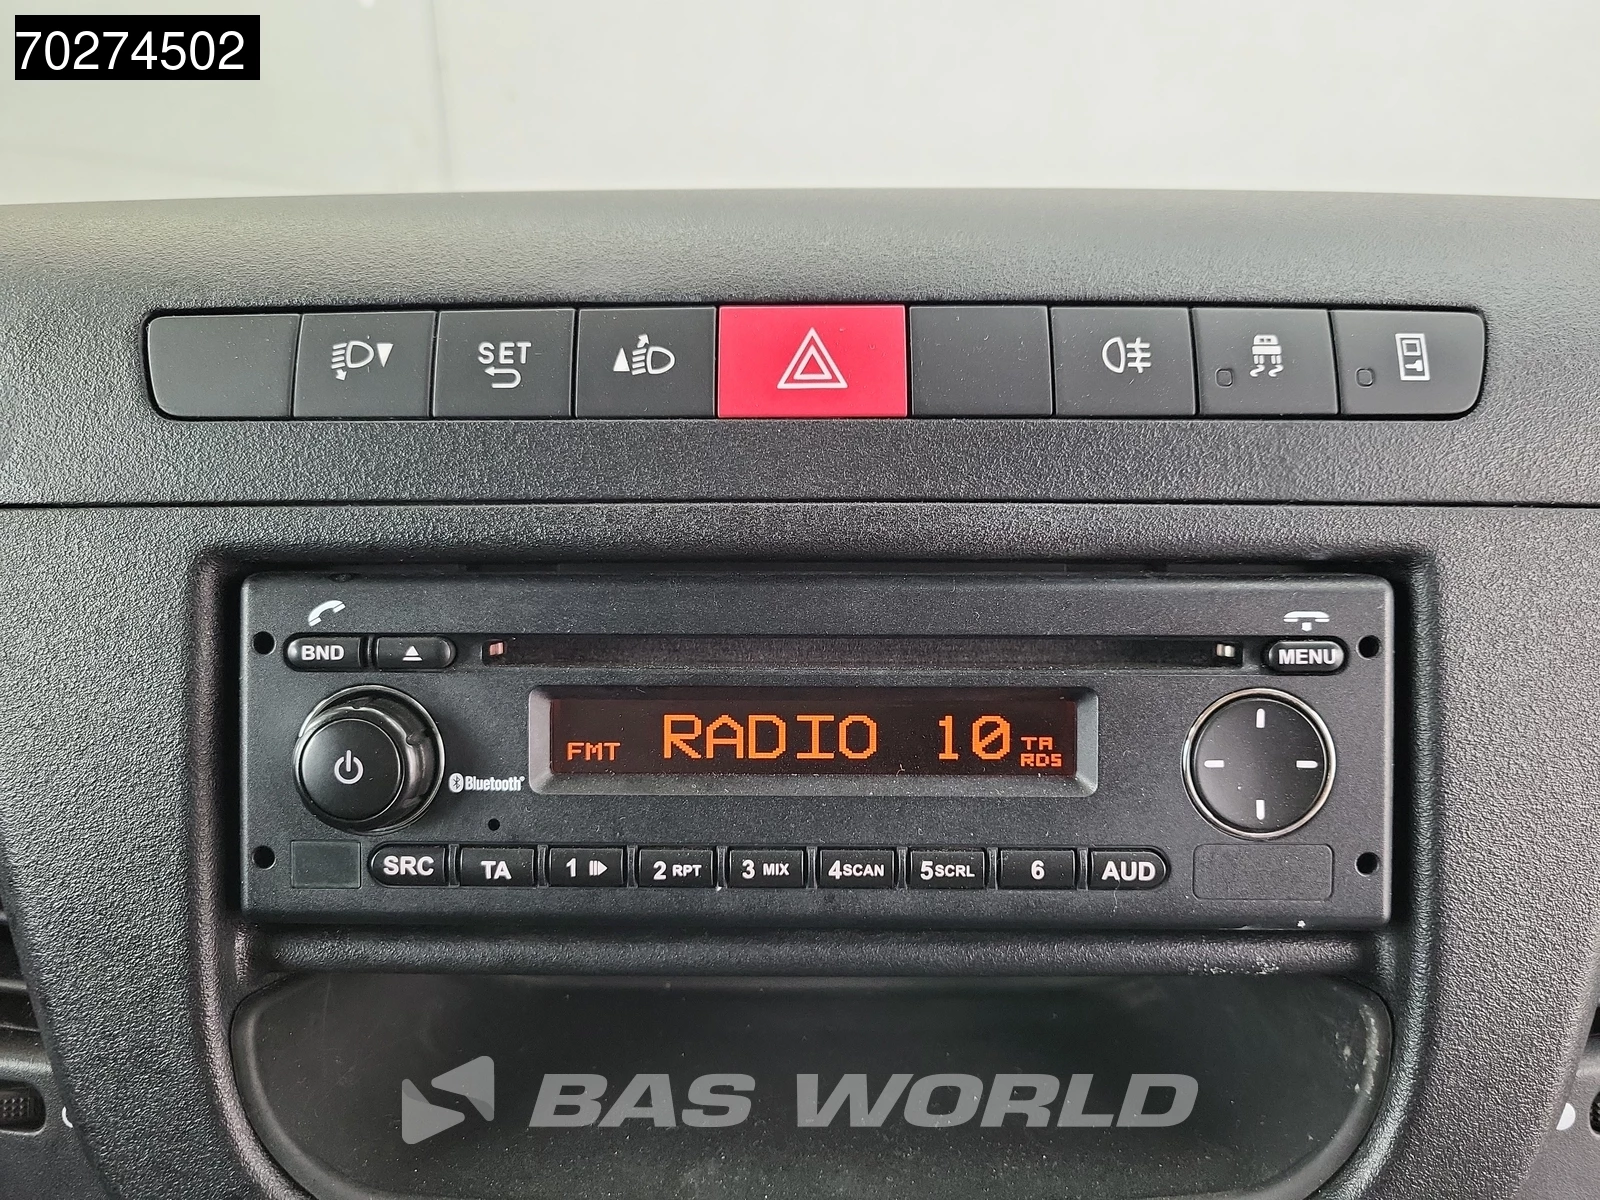 70274502
SET
BND
MENU
FMT RADIO 10 TA RDS
Bluetooth
SRC TA 1 2 RPT 3 MIX 4SCAN 5SCRL 6 AUD
BAS WORLD